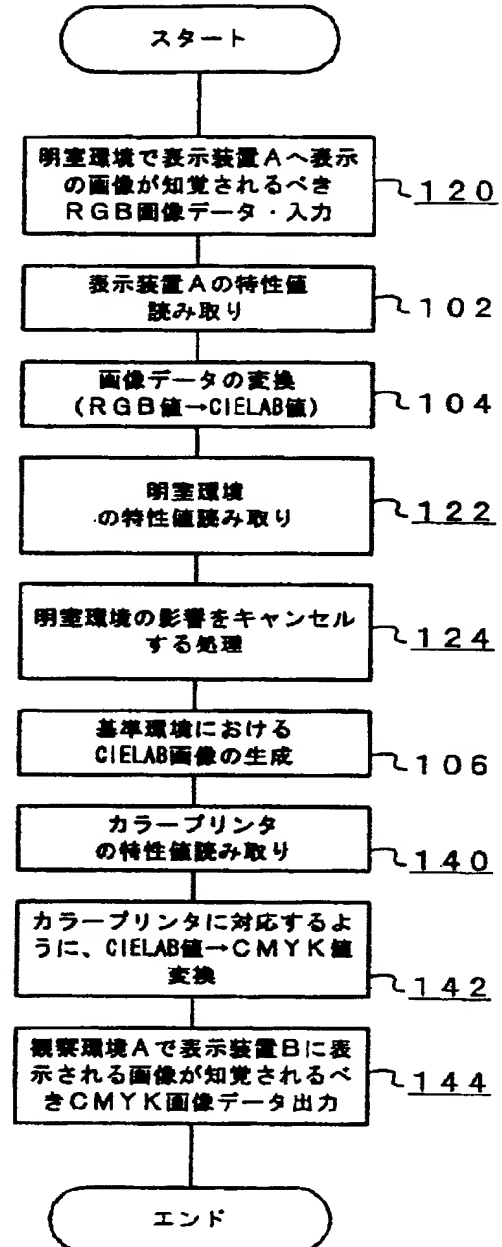 スタート
明室環境で表示装置Aへ表示
の画像が知覚されるべき
RGB画像データ・入力
120
表示装置Aの特性値
読み取り
102
画像データの変換
(RGB値→CIELAB値)
104
明室環境
の特性値読み取り
122
明室環境の影響をキャンセル
する処理
124
基準環境における
CIELAB画像の生成
106
カラープリンタ
の特性値読み取り
140
カラープリンタに対応するよ
うに、CIELAB値→CMYK値
変換
142
観察環境Aで表示装置Bに表
示される画像が知覚されるべ
きCMYK画像データ出力
144
エンド